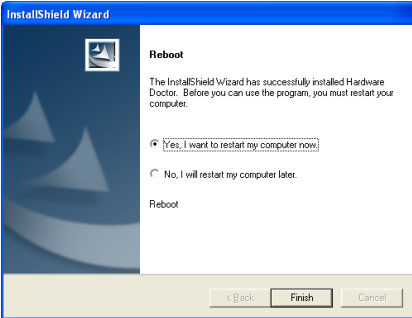 InstallShield Wizard
Reboot
The InstallShield Wizard has successfully installed Hardware
Doctor. Before you can use the program, you must restart your
computer.
Yes, I want to restart my computer now.
No, I will restart my computer later.
Reboot
< Back
Finish
Cancel